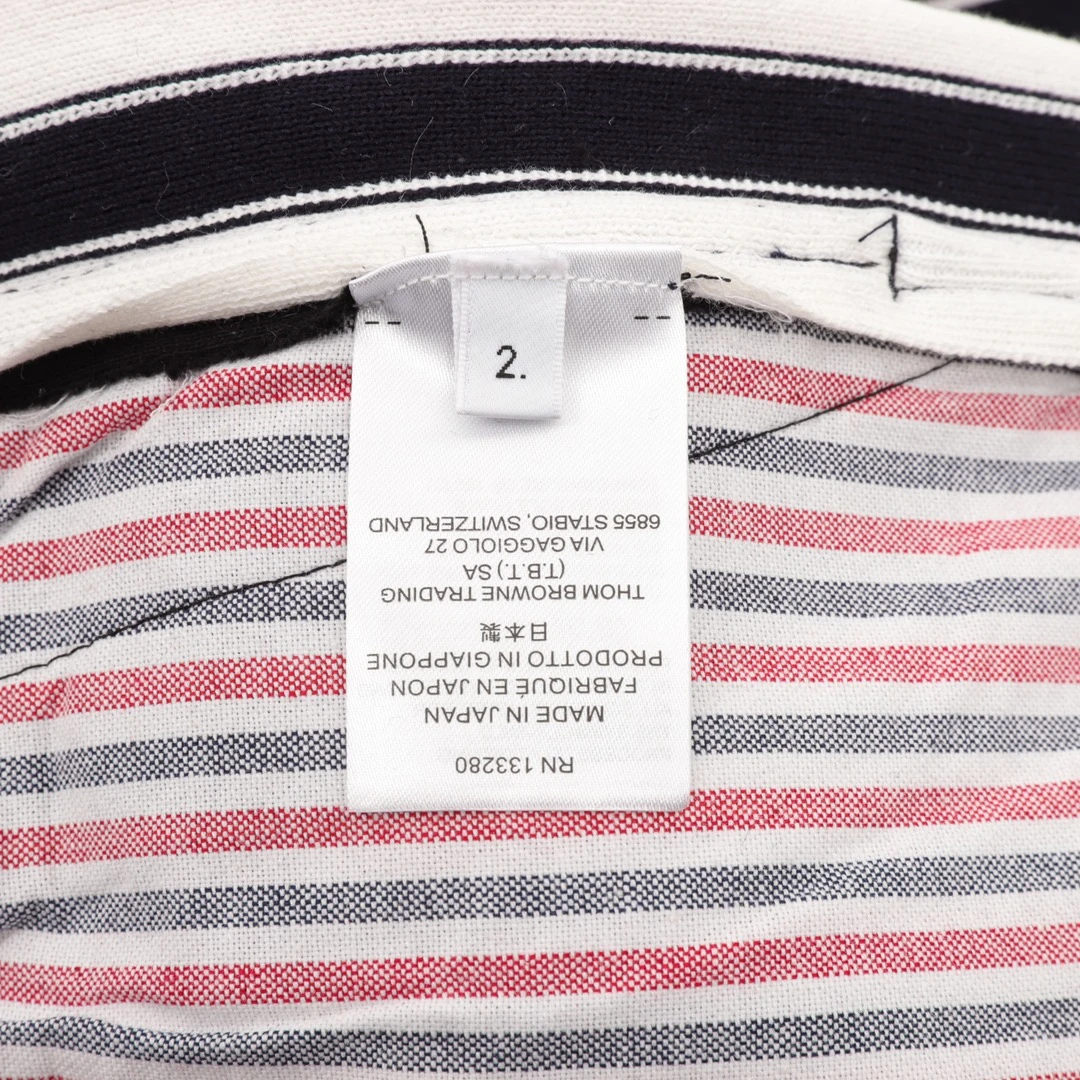 2.
RN 133280
MADE IN JAPAN
FABRIQUÉ EN JAPON
PRODOTTO IN GIAPPONE
日本製
THOM BROWNE TRADING
(T.B.T.) SA
VIA GAGGIOLO 27
6855 STABIO, SWITZERLAND